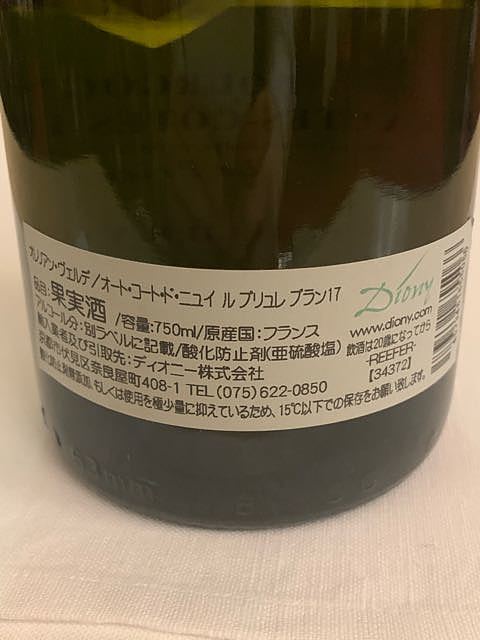 オレリアン・ヴェルデ/オート・コート・ド・ニュイ ル プリュレ ブラン17
品目:果実酒 /容量:750ml/原産国:フランス
アルコール分:別ラベルに記載/酸化防止剤(亜硫酸塩)
輸入業者及び引取先:ディオニー株式会社
京都市伏見区奈良屋町408-1 TEL(075)622-0850
もしくは使用を極少量に抑えているため、15℃以下での保存をお願い致します。
Diony
www.diony.com
飲酒は20歳になってから
-REEFER-
【34372】